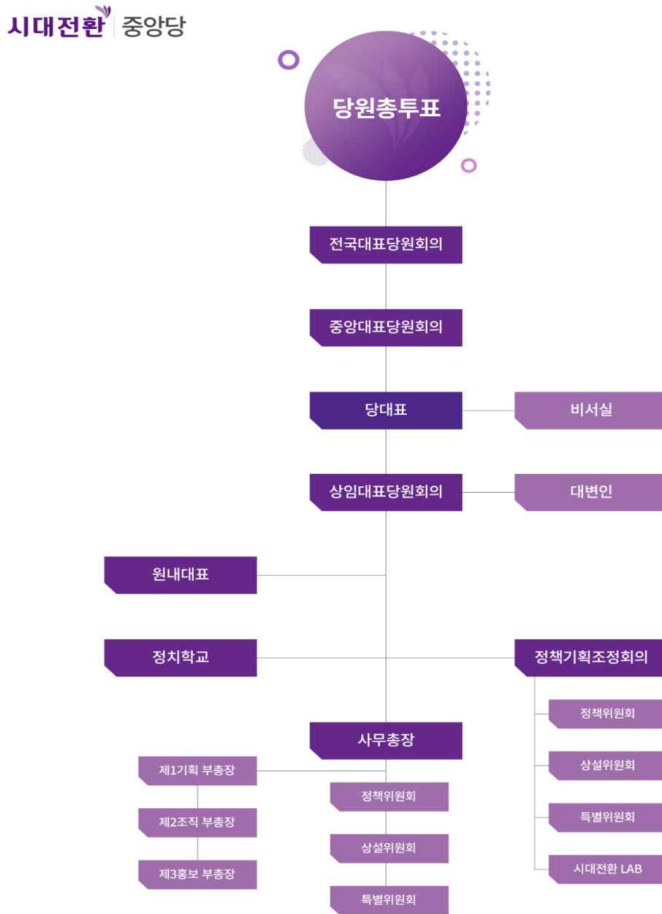 시대전환 중앙당
당원총투표
전국대표당원회의
중앙대표당원회의
당대표
비서실
상임대표당원회의
대변인
원내대표
정치학교
정책기획조정회의
사무총장
제1기획 부총장
제2조직 부총장
제3홍보 부총장
정책위원회
상설위원회
특별위원회
정책위원회
상설위원회
특별위원회
시대전환 LAB